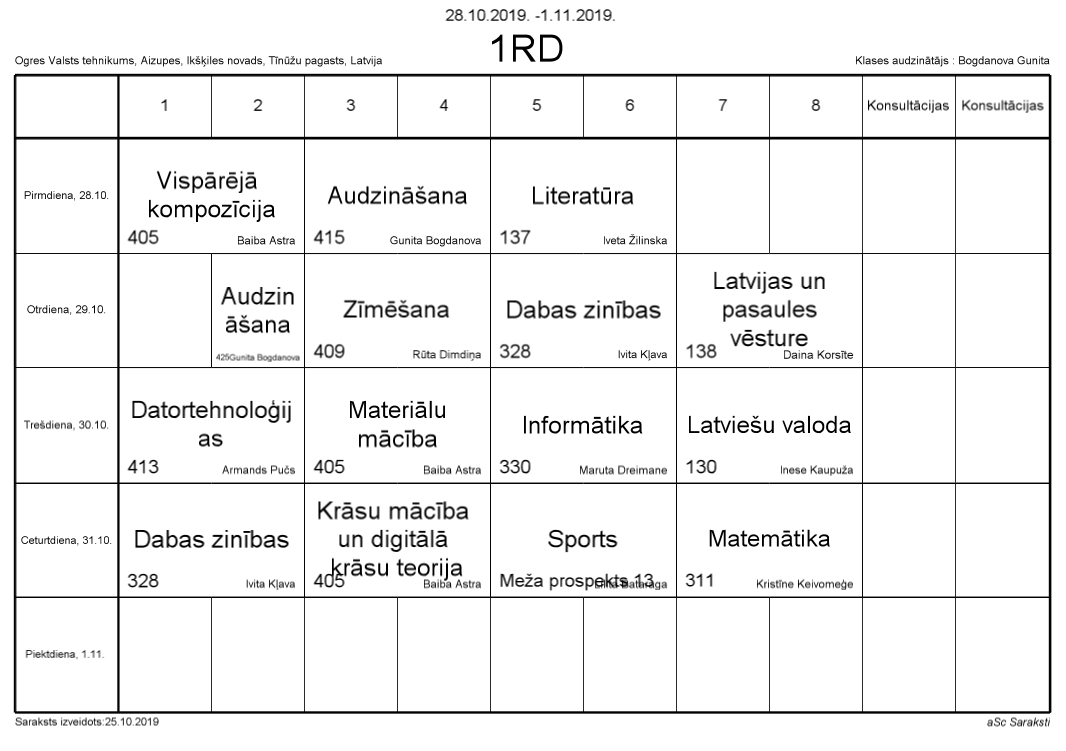 28.10.2019. -1.11.2019.
1RD
Ogres Valsts tehnikums, Aizupes, Ikšķiles novads, Tīnūžu pagasts, Latvija
Klases audzinātājs : Bogdanova Gunita
1 2 3 4 5 6 7 8 Konsultācijas Konsultācijas
Pirmdiena, 28.10.
Vispārējā
kompozīcija
405 Baiba Astra
Audzināšana
415 Gunita Bogdanova
Literatūra
137 Iveta Žilinska
Otrdiena, 29.10.
Audzin
āšana
425Gunita Bogdanova
Zīmēšana
409 Rūta Dimdiņa
Dabas zinības
328 Ivita Kļava
Latvijas un
pasaules
vēsture
138 Daina Korsīte
Trešdiena, 30.10.
Datortehnoloģij
as
413 Armands Pučs
Materiālu
mācība
405 Baiba Astra
Informātika
330 Maruta Dreimane
Latviešu valoda
130 Inese Kaupuža
Ceturtdiena, 31.10.
Dabas zinības
328 Ivita Kļava
Krāsu mācība
un digitālā
krāsu teorija
405 Baiba Astra
Sports
Meža prospekts 13
Matemātika
311 Kristīne Keivomeģe
Piektdiena, 1.11.
Saraksts izveidots:25.10.2019
aSc Saraksti